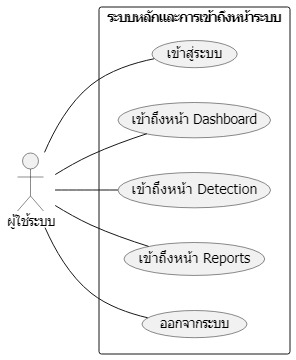 ระบบหลักและการเข้าถึงหน้าระบบ
เข้าสู่ระบบ
เข้าถึงหน้า Dashboard
เข้าถึงหน้า Detection
ผู้ใช้ระบบ
เข้าถึงหน้า Reports
ออกจากระบบ